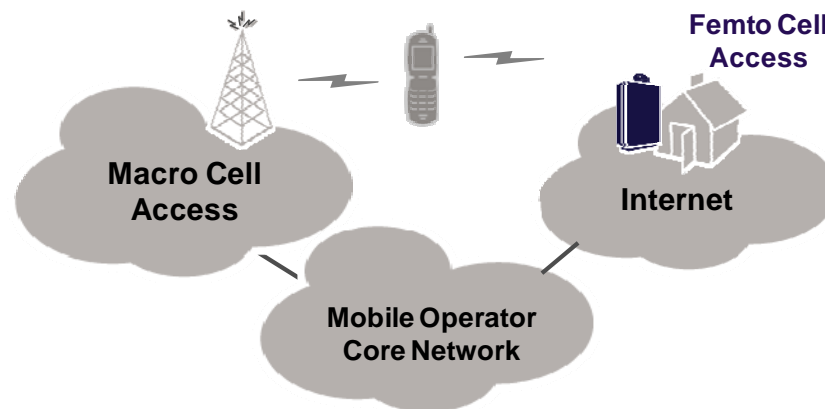 Femto Cell
Access
Macro Cell
Access
Internet
Mobile Operator
Core Network